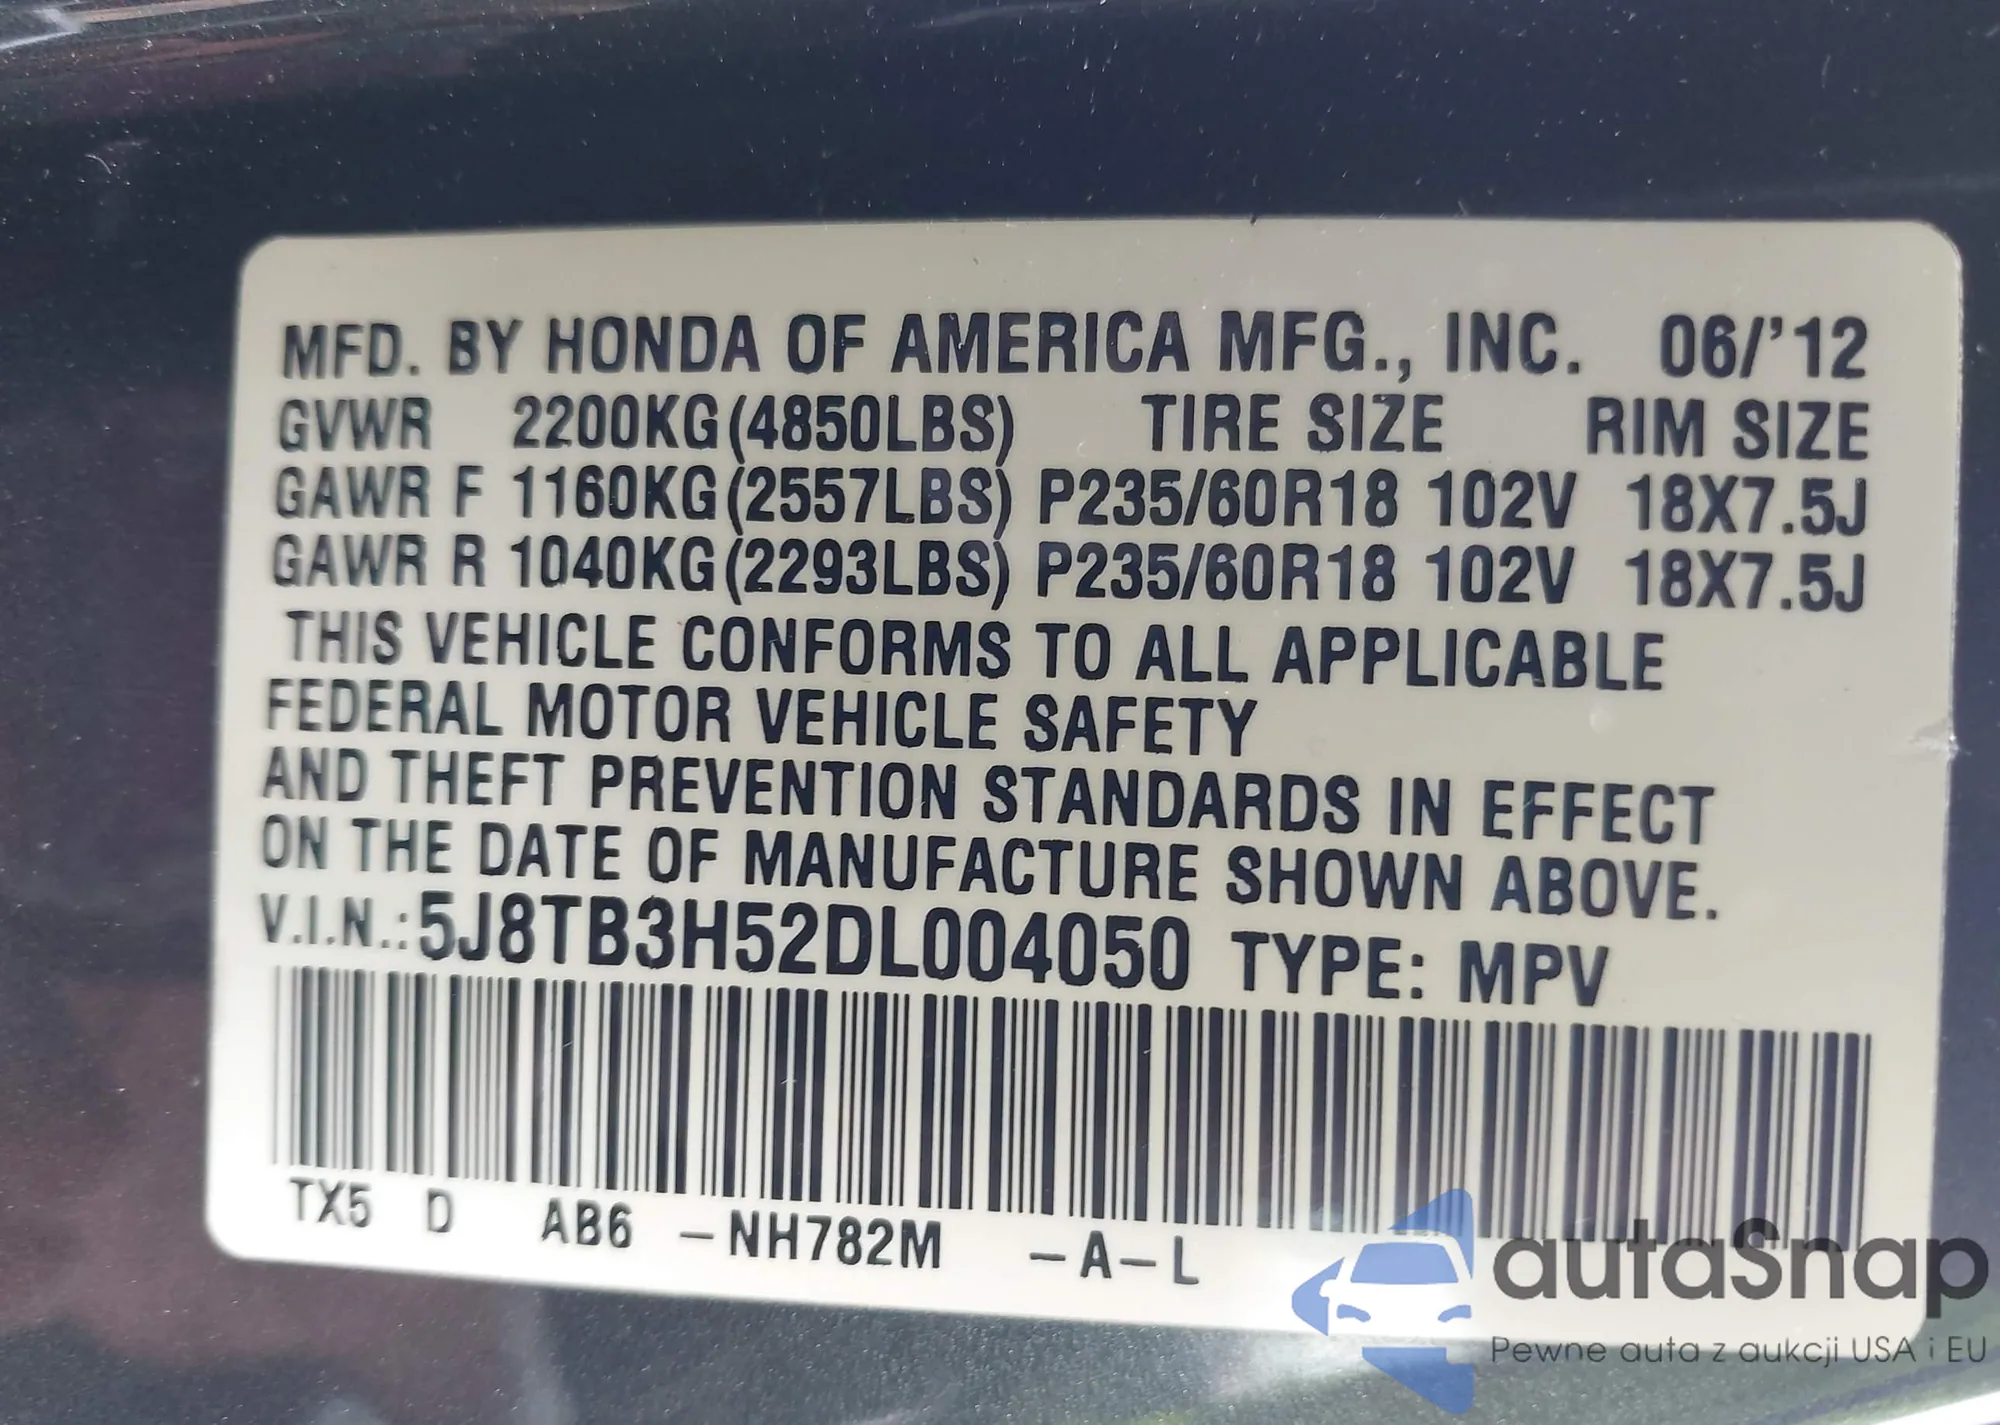 MFD. BY HONDA OF AMERICA MFG., INC. 06/'12
GVWR 2200KG(4850LBS) TIRE SIZE RIM SIZE
GAWR F 1160KG(2557LBS) P235/60R18 102V 18X7.5J
GAWR R 1040KG(2293LBS) P235/60R18 102V 18X7.5J
THIS VEHICLE CONFORMS TO ALL APPLICABLE
FEDERAL MOTOR VEHICLE SAFETY
AND THEFT PREVENTION STANDARDS IN EFFECT
ON THE DATE OF MANUFACTURE SHOWN ABOVE.
V.I.N.:5J8TB3H52DL004050 TYPE: MPV
TX5 D AB6 -NH782M -A-L
autaSnap
Pewne auta z aukcji USA i EU